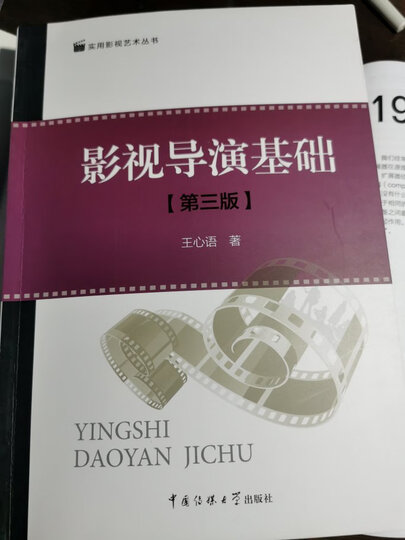 实用影视艺术丛书
影视导演基础
【第三版】
王心语 著
YINGSHI
DAOYAN JICHU
中国传媒大学出版社
19